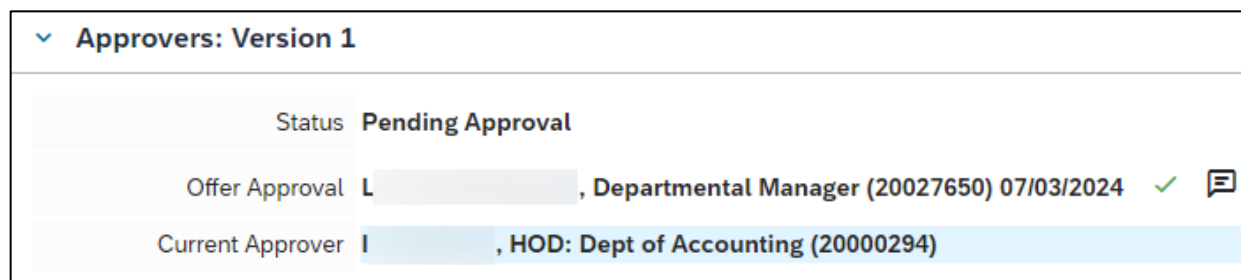 Approvers: Version 1
Status Pending Approval
Offer Approval L , Departmental Manager (20027650) 07/03/2024
Current Approver I , HOD: Dept of Accounting (20000294)